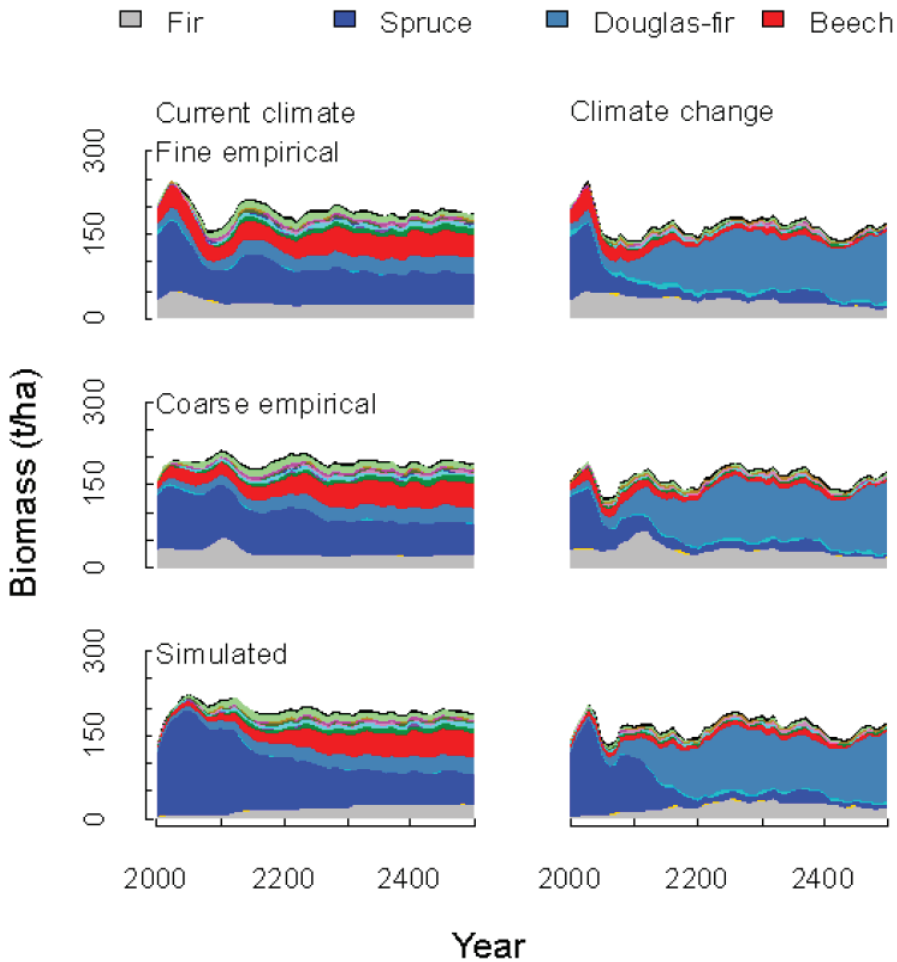 Fir Spruce Douglas-fir Beech
Current climate Climate change
Fine empirical
300
150
0
Coarse empirical
300
150
0
Simulated
300
150
0
Biomass (t/ha)
2000 2200 2400 2000 2200 2400
Year